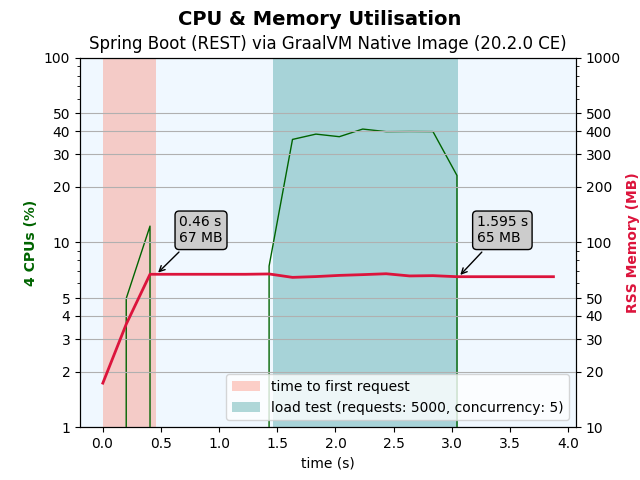 CPU & Memory Utilisation
Spring Boot (REST) via GraalVM Native Image (20.2.0 CE)
100
50
40
30
20
10
5
4
3
2
1
4 CPUs (%)
1000
500
400
300
200
100
50
40
30
20
10
RSS Memory (MB)
0.46 s
67 MB
1.595 s
65 MB
time to first request
load test (requests: 5000, concurrency: 5)
0.0 0.5 1.0 1.5 2.0 2.5 3.0 3.5 4.0
time (s)